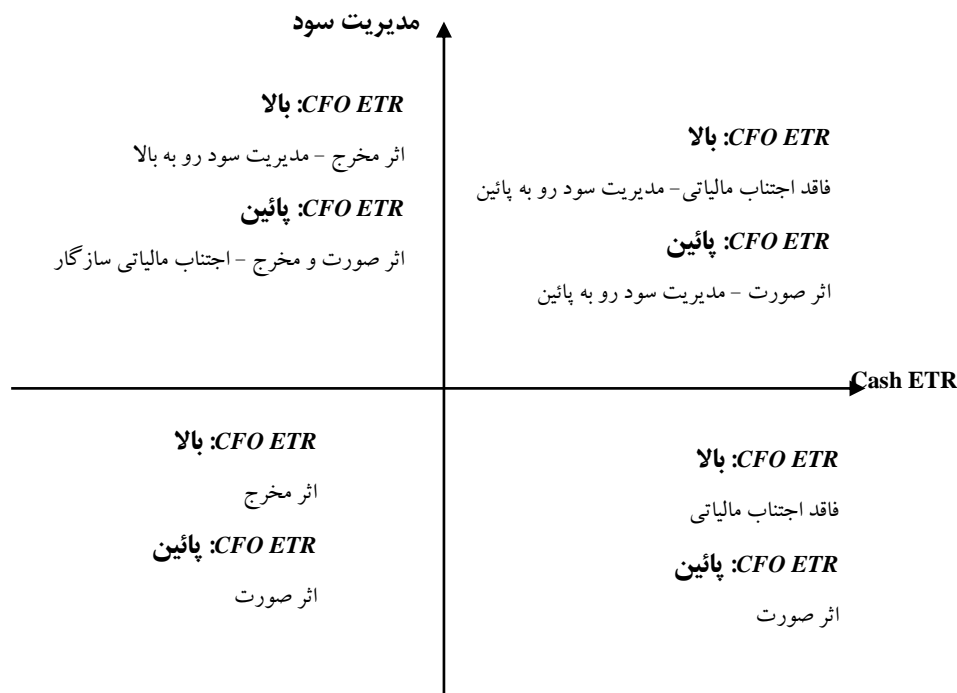 مدیریت سود
CFO ETR: بالا
فاقد اجتناب مالیاتی– مدیریت سود رو به پائین
CFO ETR: پائین
اثر صورت – مدیریت سود رو به پائین
CFO ETR: بالا
اثر مخرج – مدیریت سود رو به بالا
CFO ETR: پائین
اثر صورت و مخرج – اجتناب مالیاتی سازگار
Cash ETR
CFO ETR: بالا
فاقد اجتناب مالیاتی
CFO ETR: پائین
اثر صورت
CFO ETR: بالا
اثر مخرج
CFO ETR: پائین
اثر صورت